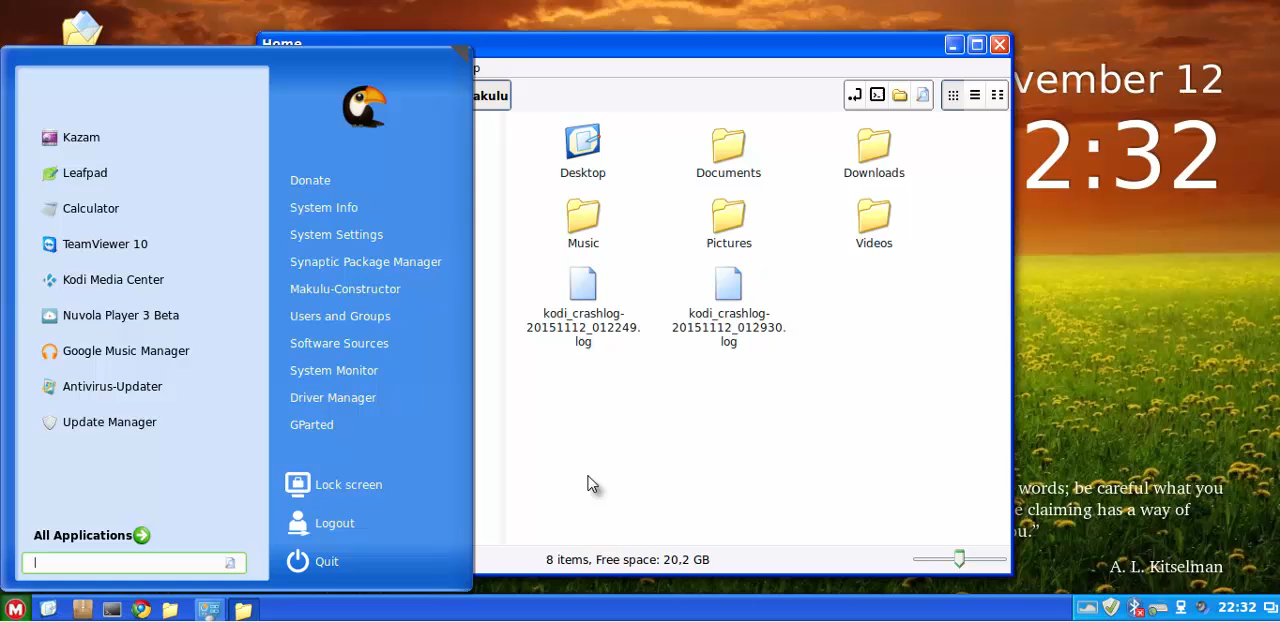 Home
p
akulu
Kazam
Leafpad
Calculator
TeamViewer 10
Kodi Media Center
Nuvola Player 3 Beta
Google Music Manager
Antivirus-Updater
Update Manager
All Applications
Donate
System Info
System Settings
Synaptic Package Manager
Makulu-Constructor
Users and Groups
Software Sources
System Monitor
Driver Manager
GParted
Lock screen
Logout
Quit
Desktop
Documents
Downloads
Music
Pictures
Videos
kodi_crashlog-
20151112_012249.
log
kodi_crashlog-
20151112_012930.
log
8 items, Free space: 20,2 GB
vember 12
2:32
words; be careful what you
e claiming has a way of
ou.”
A. L. Kitselman
M
22:32